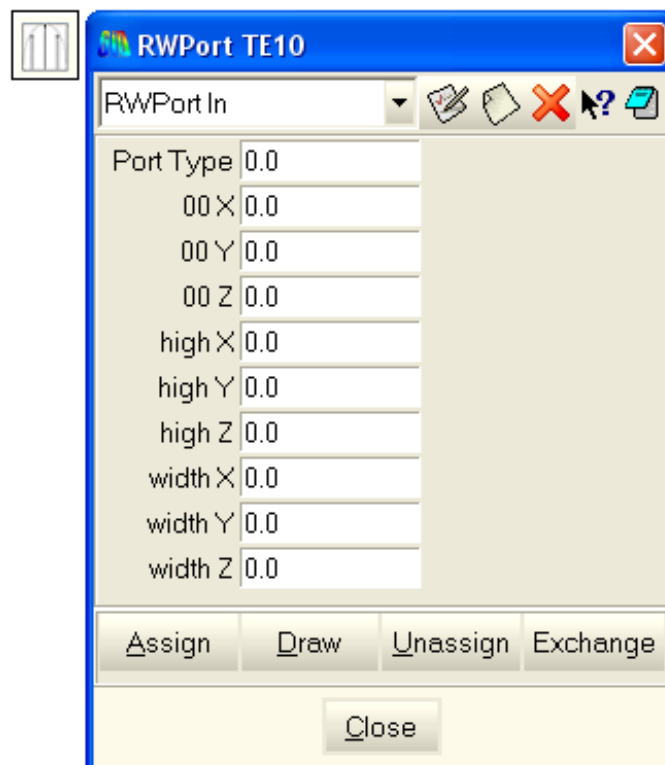 RWPort TE10
RWPort In
Port Type 0.0
00 X 0.0
00 Y 0.0
00 Z 0.0
high X 0.0
high Y 0.0
high Z 0.0
width X 0.0
width Y 0.0
width Z 0.0
Assign Draw Unassign Exchange
Close